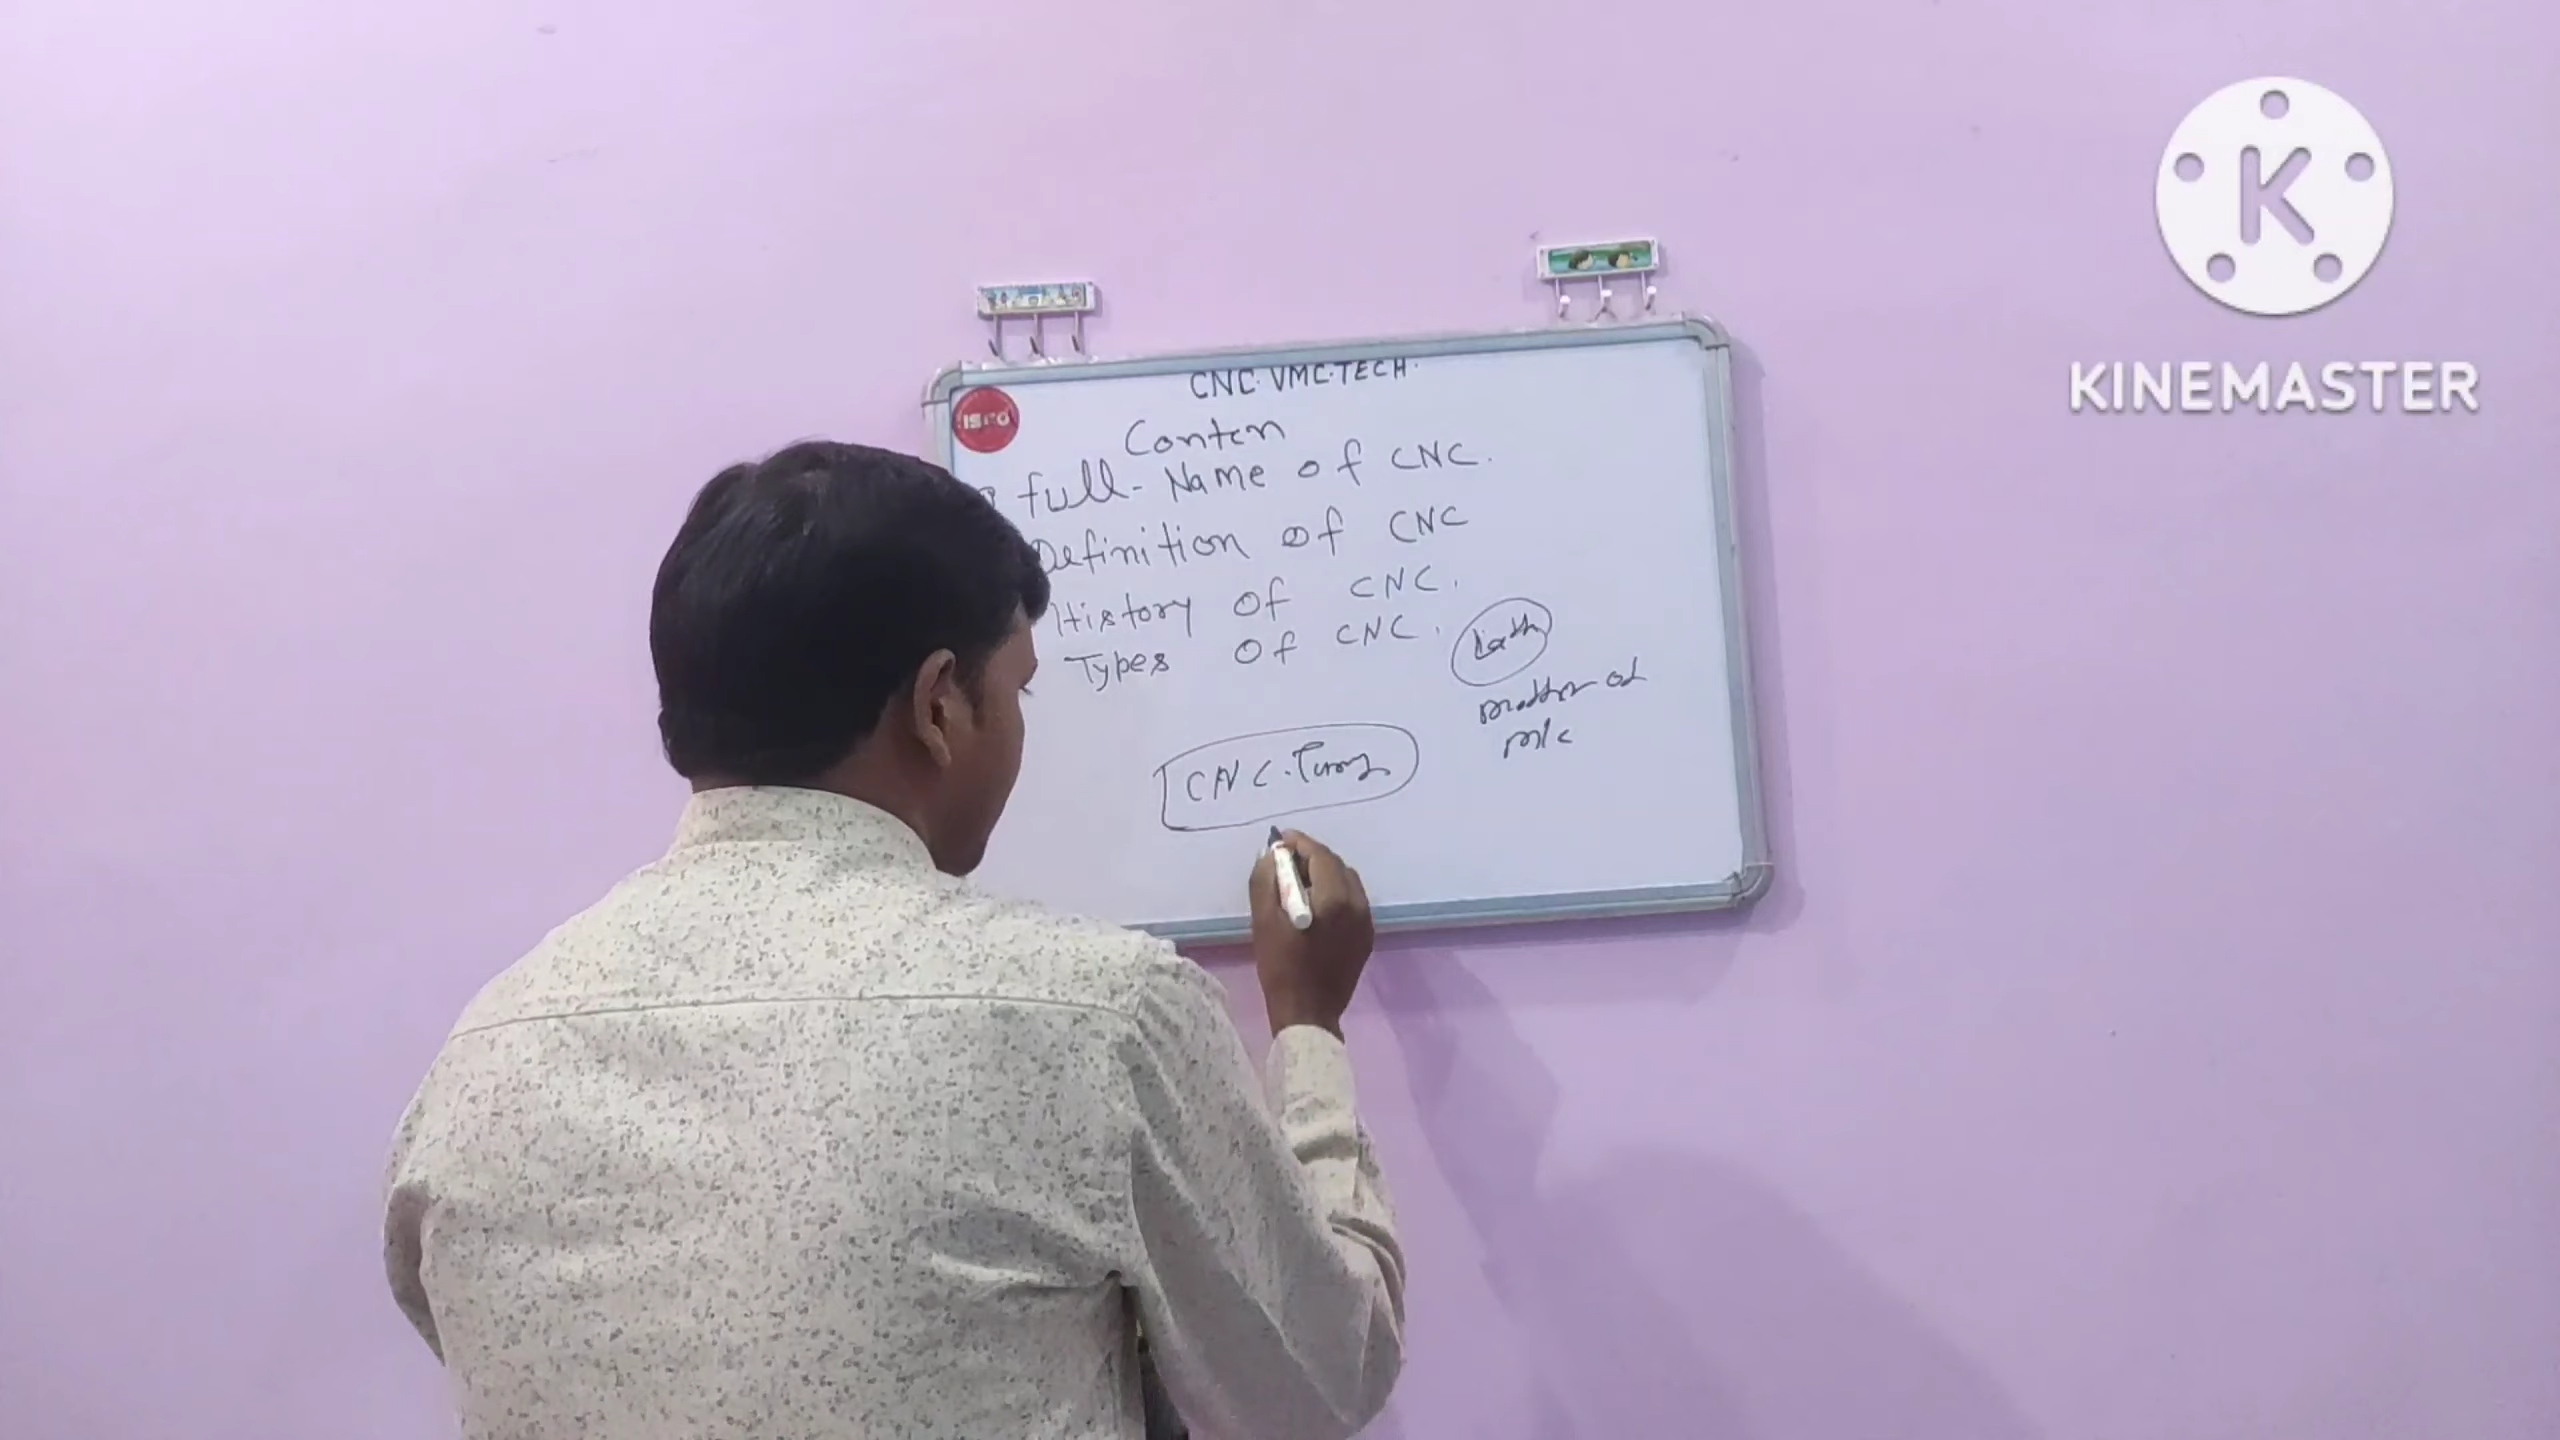 CNC. VMC. TECH.
ISRO
Conten
full- Name of CNC.
Definition of CNC
History of CNC.
Types of CNC.
m/c
CNC.
K
KINEMASTER